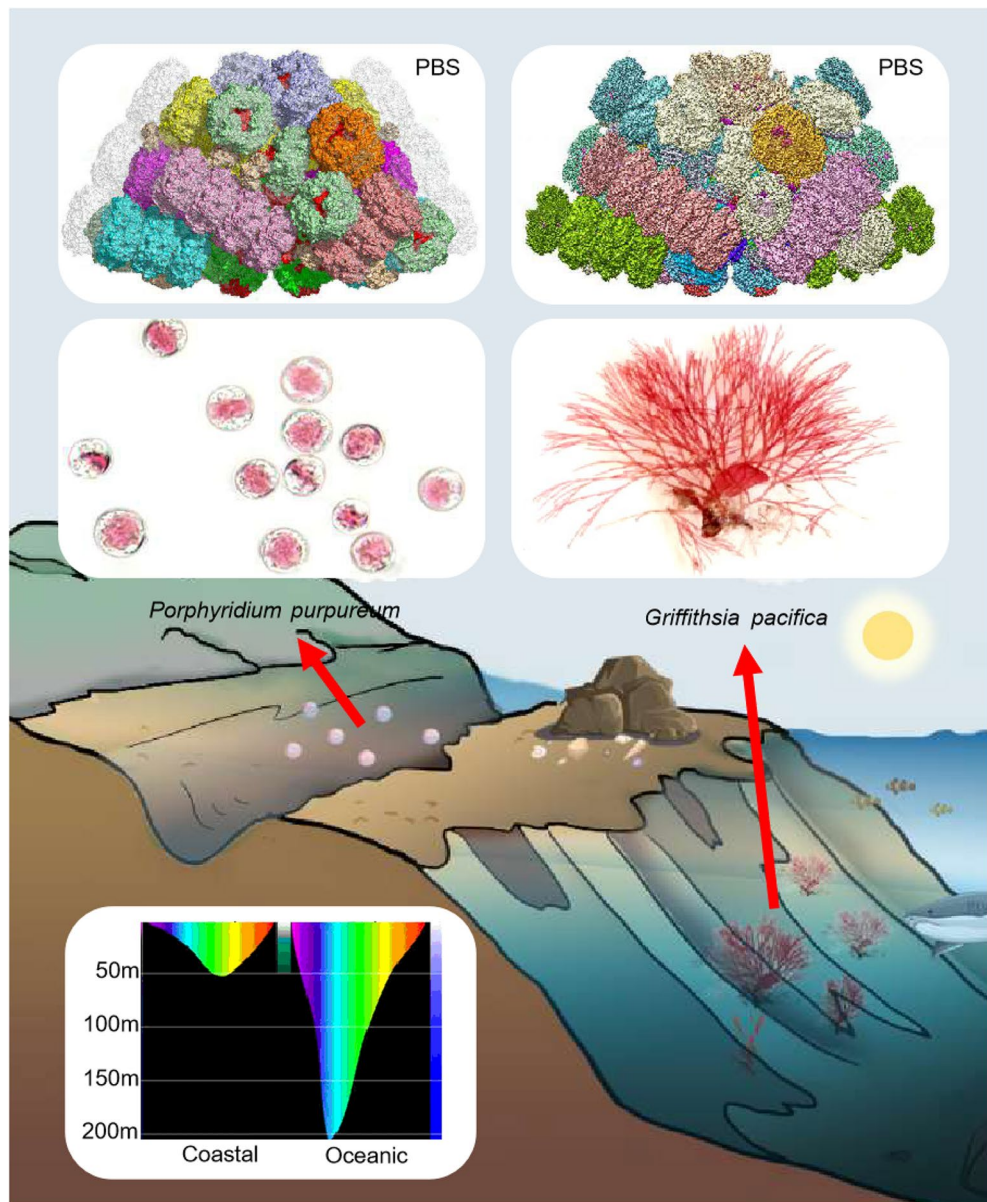 PBS
PBS
Porphyridium purpureum
Griffithsia pacifica
50m
100m
150m
200m
Coastal
Oceanic